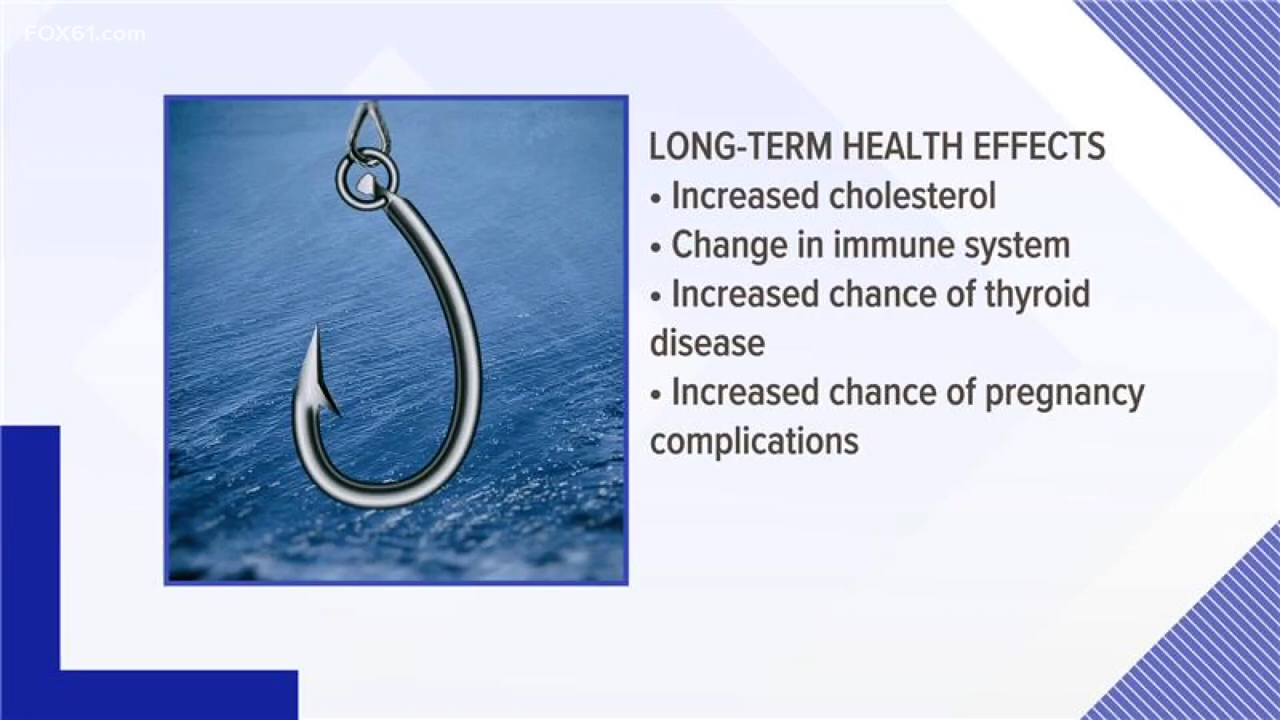 FOX61.com
LONG-TERM HEALTH EFFECTS
• Increased cholesterol
• Change in immune system
• Increased chance of thyroid
disease
• Increased chance of pregnancy
complications